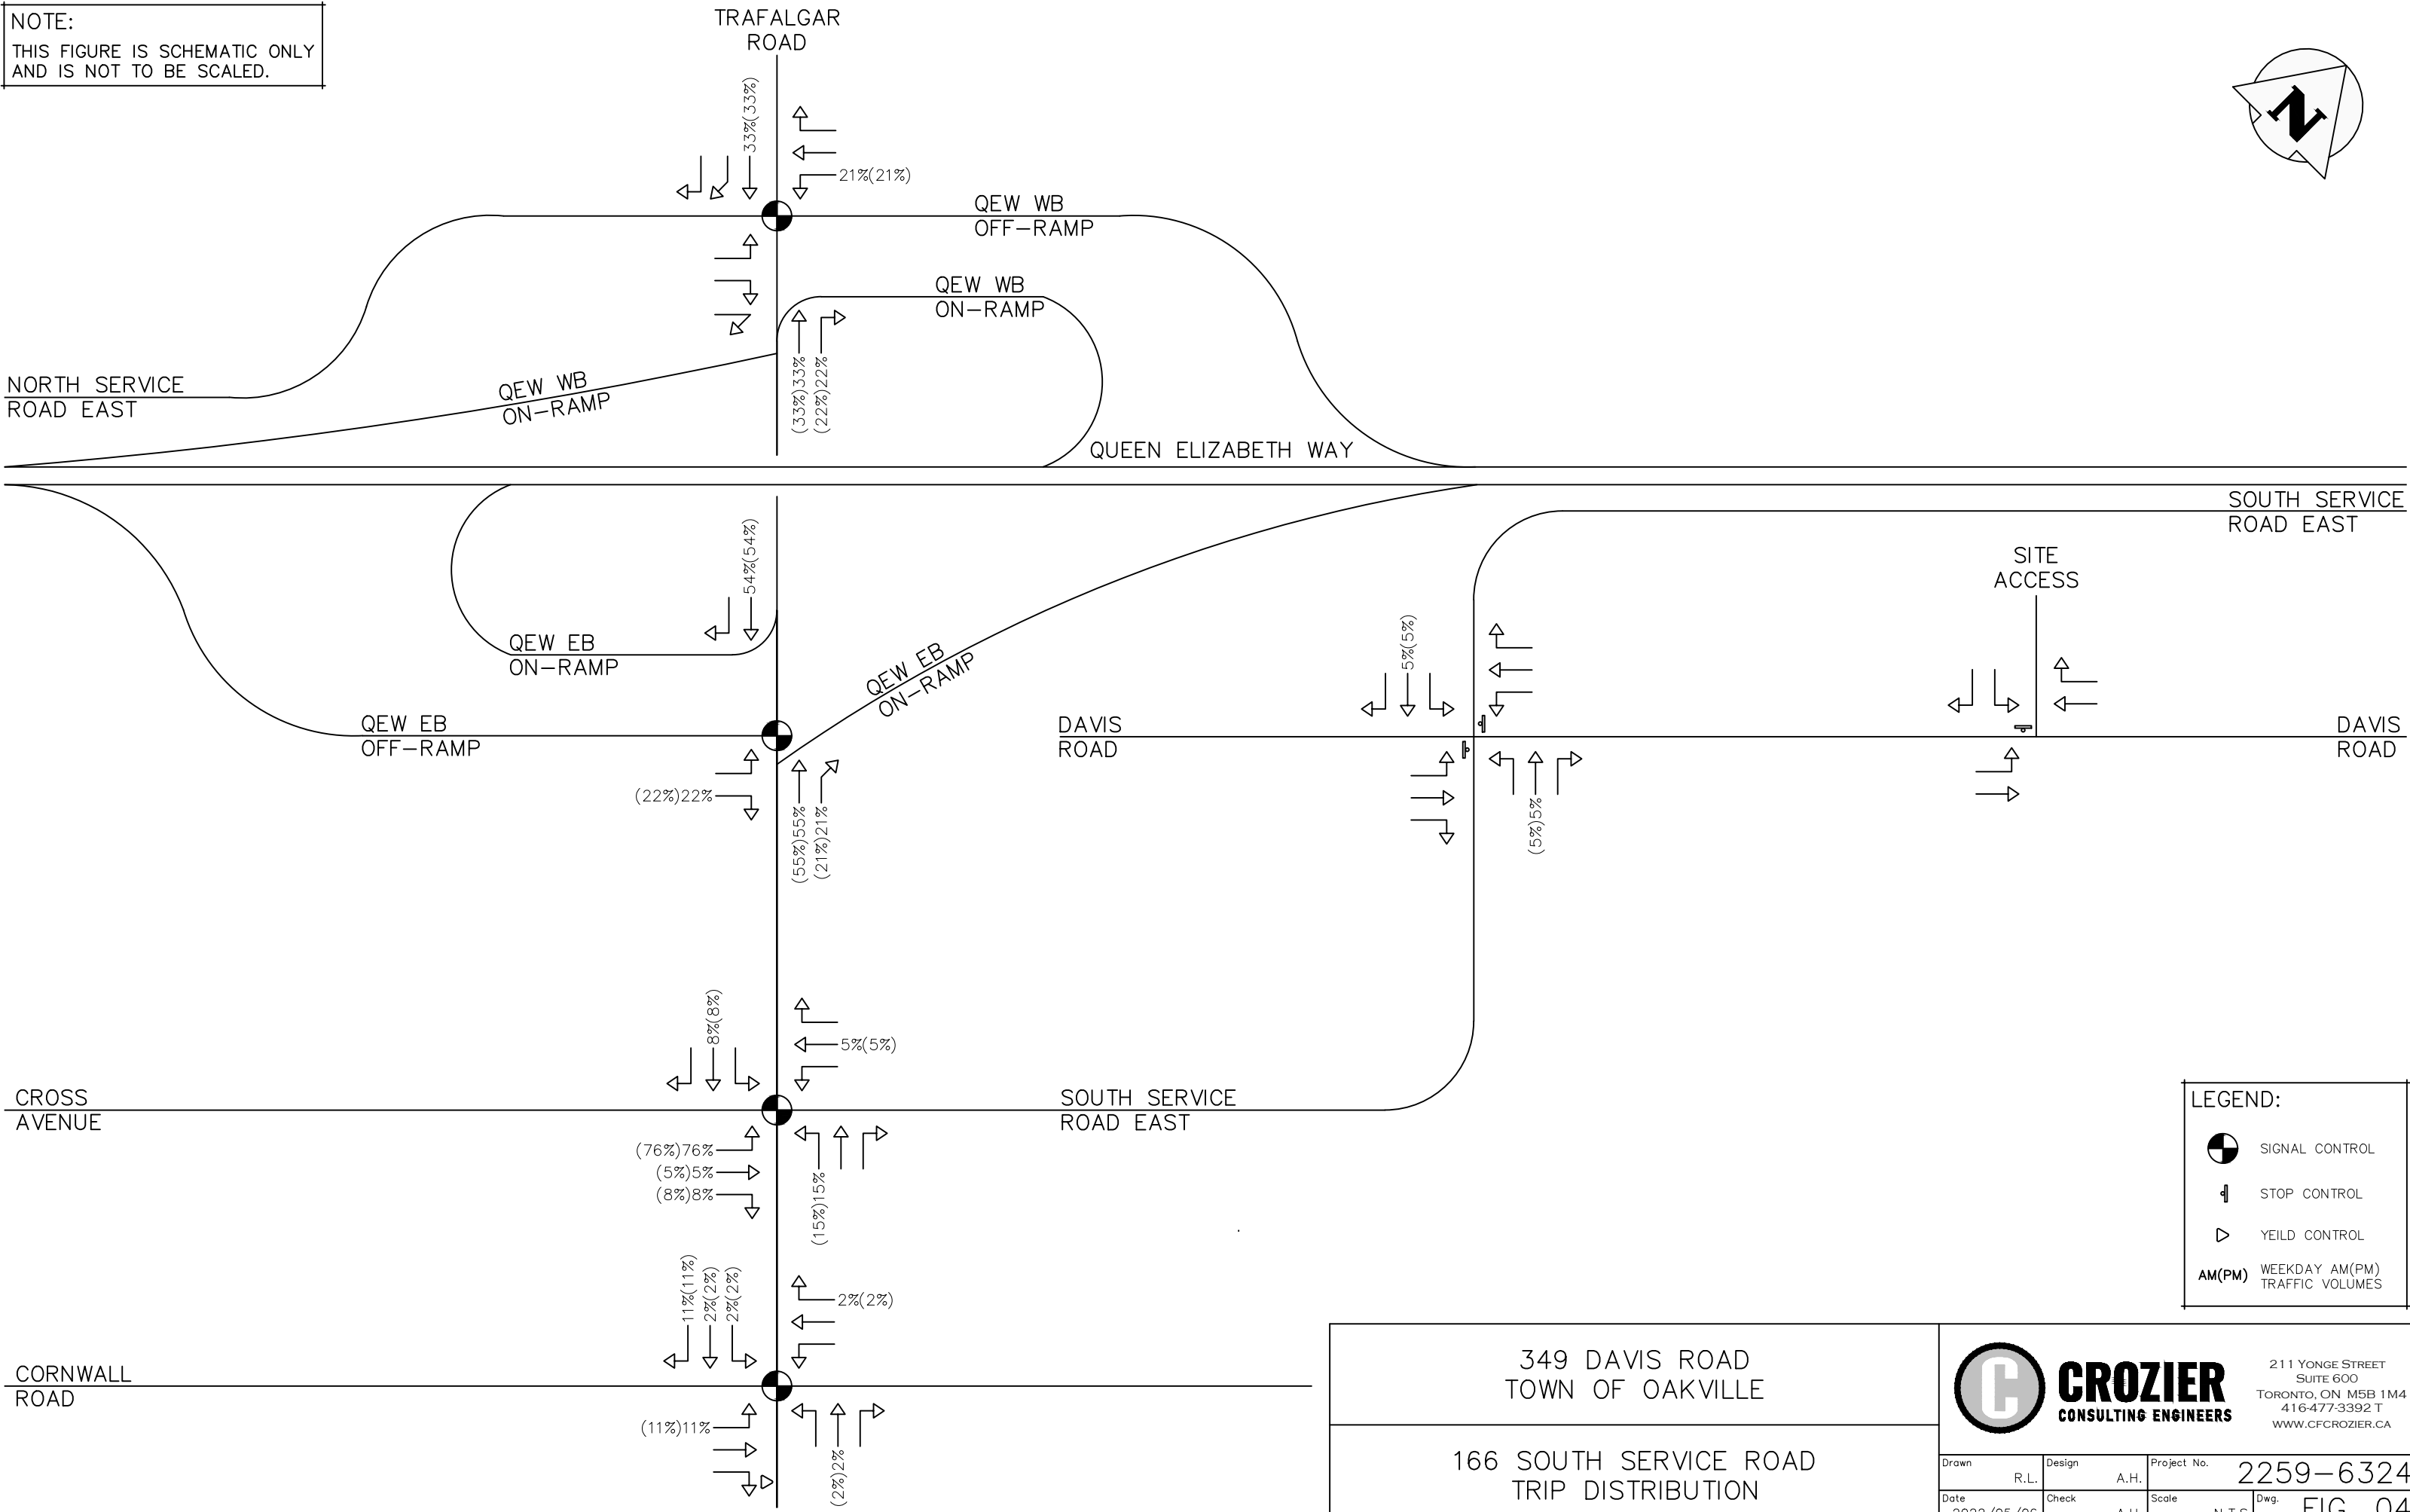 NOTE:
THIS FIGURE IS SCHEMATIC ONLY
AND IS NOT TO BE SCALED.
TRAFALGAR
ROAD
N
33%(33%)
21%(21%)
QEW WB
OFF-RAMP
QEW WB
ON-RAMP
(33%)33%
(22%)22%
NORTH SERVICE
ROAD EAST
QEW WB
ON-RAMP
QUEEN ELIZABETH WAY
SOUTH SERVICE
ROAD EAST
54%(54%)
QEW EB
ON-RAMP
QEW EB
ON-RAMP
QEW EB
OFF-RAMP
(22%)22%
(55%)55%
(21%)21%
SITE
ACCESS
5%(5%)
DAVIS
ROAD
DAVIS
ROAD
(5%)5%
8%(8%)
5%(5%)
CROSS
AVENUE
SOUTH SERVICE
ROAD EAST
(76%)76%
(5%)5%
(8%)8%
(15%)15%
11%(11%)
2%(2%)
2%(2%)
2%(2%)
CORNWALL
ROAD
(11%)11%
(2%)2%
LEGEND:
SIGNAL CONTROL
STOP CONTROL
YEILD CONTROL
AM(PM) WEEKDAY AM(PM)
TRAFFIC VOLUMES
349 DAVIS ROAD
TOWN OF OAKVILLE
166 SOUTH SERVICE ROAD
TRIP DISTRIBUTION
C
CROZIER
CONSULTING ENGINEERS
211 YONGE STREET
SUITE 600
TORONTO, ON M5B 1M4
416-477-3392 T
WWW.CFCROZIER.CA
Drawn R.L.
Design A.H.
Project No. 2259-6324
Date
Check
Scale
Dwg. FIG. 04